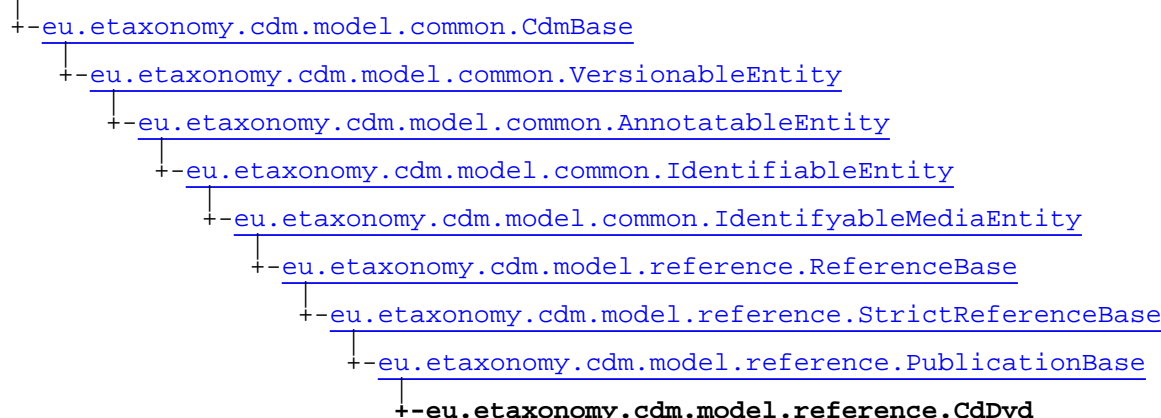 +-eu.etaxonomy.cdm.model.common.CdmBase
+-eu.etaxonomy.cdm.model.common.VersionableEntity
+-eu.etaxonomy.cdm.model.common.AnnotatableEntity
+-eu.etaxonomy.cdm.model.common.IdentifiableEntity
+-eu.etaxonomy.cdm.model.common.IdentifyableMediaEntity
+-eu.etaxonomy.cdm.model.reference.ReferenceBase
+-eu.etaxonomy.cdm.model.reference.StrictReferenceBase
+-eu.etaxonomy.cdm.model.reference.PublicationBase
+-eu.etaxonomy.cdm.model.reference.CdDvd